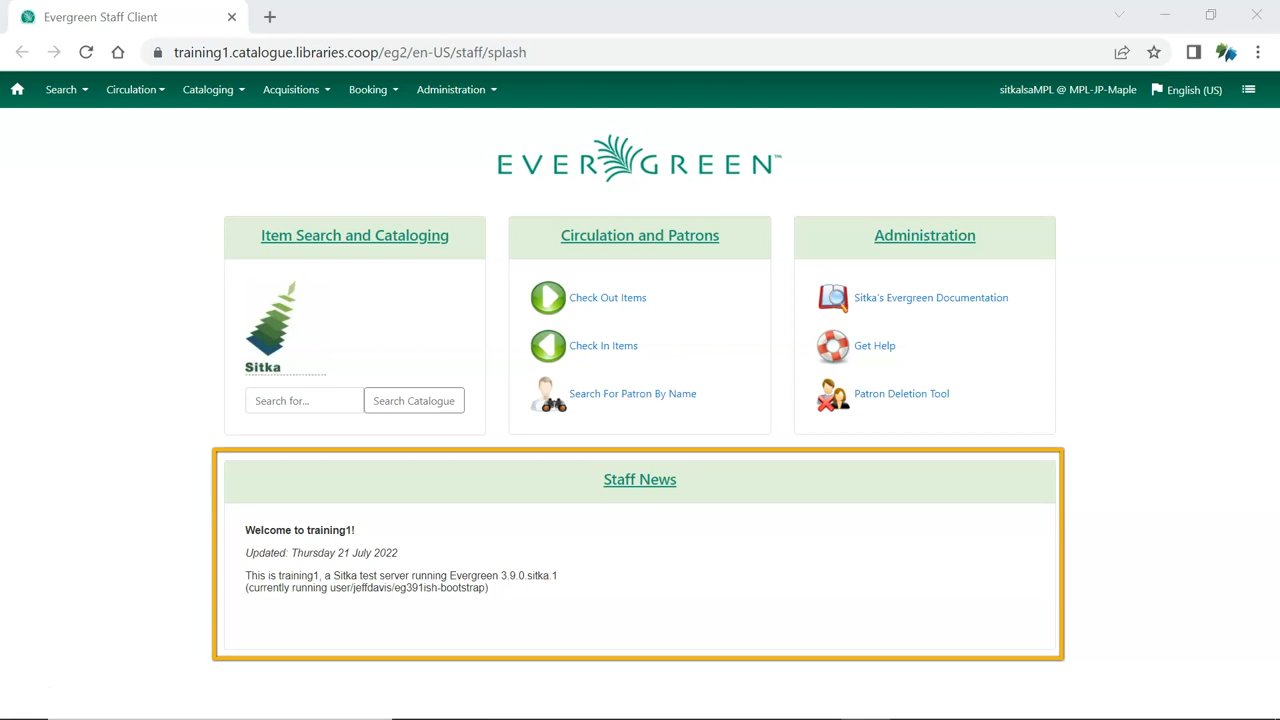 Evergreen Staff Client
training1.catalogue.libraries.coop/eg2/en-US/staff/splash
Search Circulation Cataloging Acquisitions Booking Administration sitkalsaMPL @ MPL-JP-Maple English (US)
EVERGREEN™
Item Search and Cataloging
Sitka
Search for... Search Catalogue
Circulation and Patrons
Check Out Items
Check In Items
Search For Patron By Name
Administration
Sitka's Evergreen Documentation
Get Help
Patron Deletion Tool
Staff News
Welcome to training1!
Updated: Thursday 21 July 2022
This is training1, a Sitka test server running Evergreen 3.9.0.sitka.1
(currently running user/jeffdavis/eg391ish-bootstrap)